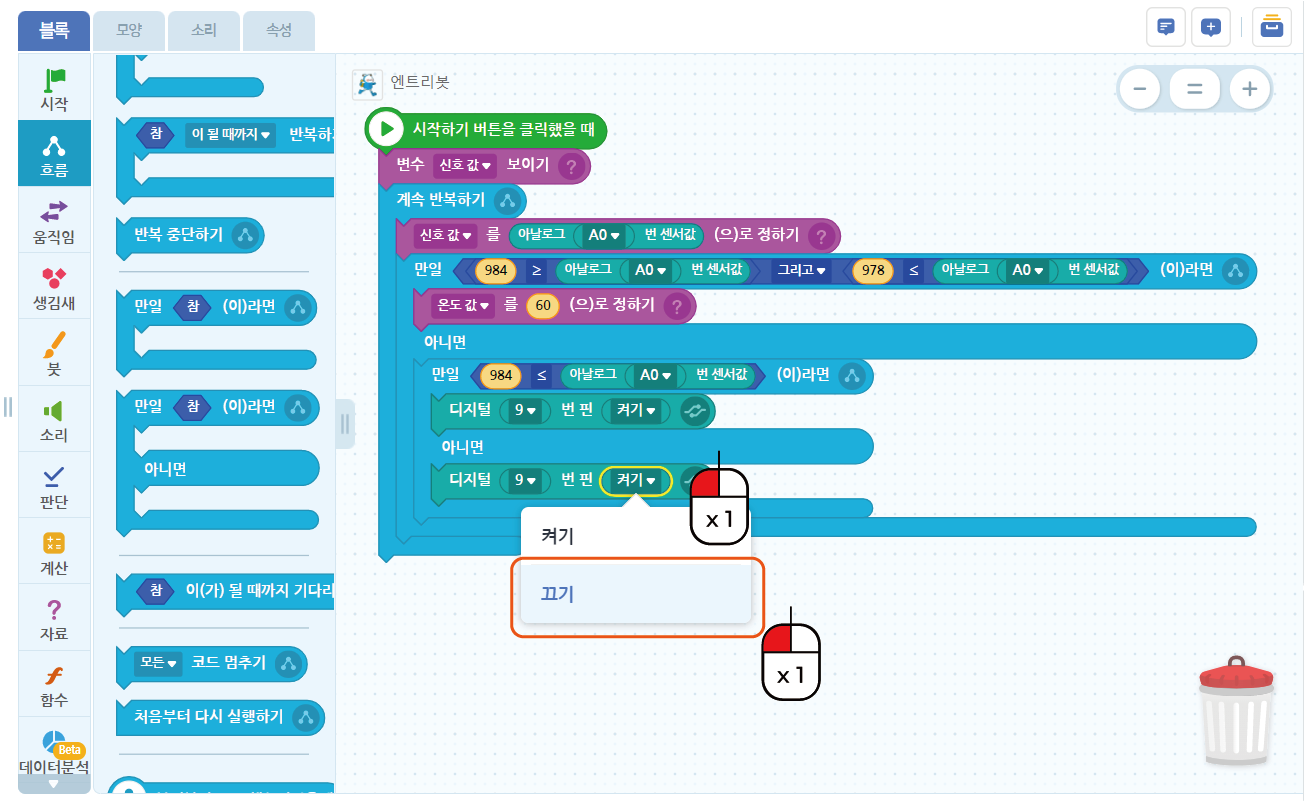 블록
모양
소리
속성
시작
흐름
움직임
생김새
붓
소리
판단
계산
자료
함수
데이터분석
Beta
참 이 될 때까지 ▼ 반복하
반복 중단하기
만일 참 (이)라면
만일 참 (이)라면
아니면
참 이(가) 될 때까지 기다리
모든 ▼ 코드 멈추기
처음부터 다시 실행하기
엔트리봇
시작하기 버튼을 클릭했을 때
변수 신호 값 ▼ 보이기 ?
계속 반복하기
신호 값 ▼ 를 아날로그 A0 ▼ 번 센서값 (으)로 정하기 ?
만일 984 ≥ 아날로그 A0 ▼ 번 센서값 그리고 ▼ 978 ≤ 아날로그 A0 ▼ 번 센서값 (이)라면
온도 값 ▼ 를 60 (으)로 정하기 ?
아니면
만일 984 ≤ 아날로그 A0 ▼ 번 센서값 (이)라면
디지털 9 ▼ 번 핀 켜기 ▼
아니면
디지털 9 ▼ 번 핀 켜기 ▼
x 1
켜기
끄기
x 1